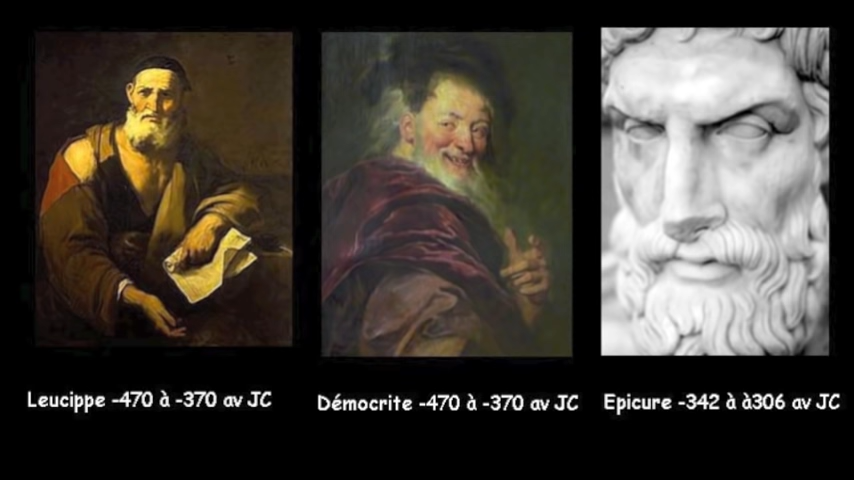 Leucippe -470 à -370 av JC
Démocrite -470 à -370 av JC
Epicure -342 à à306 av JC